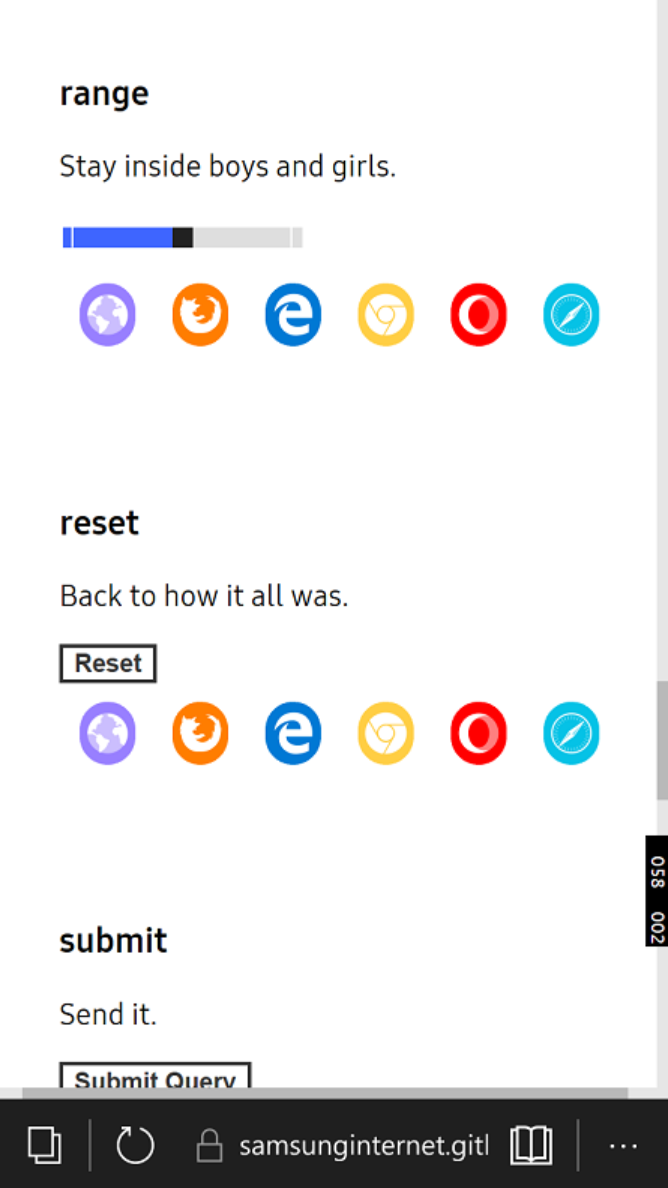 range
Stay inside boys and girls.
reset
Back to how it all was.
Reset
058 002
submit
Send it.
Submit Query
samsunginternet.gitl